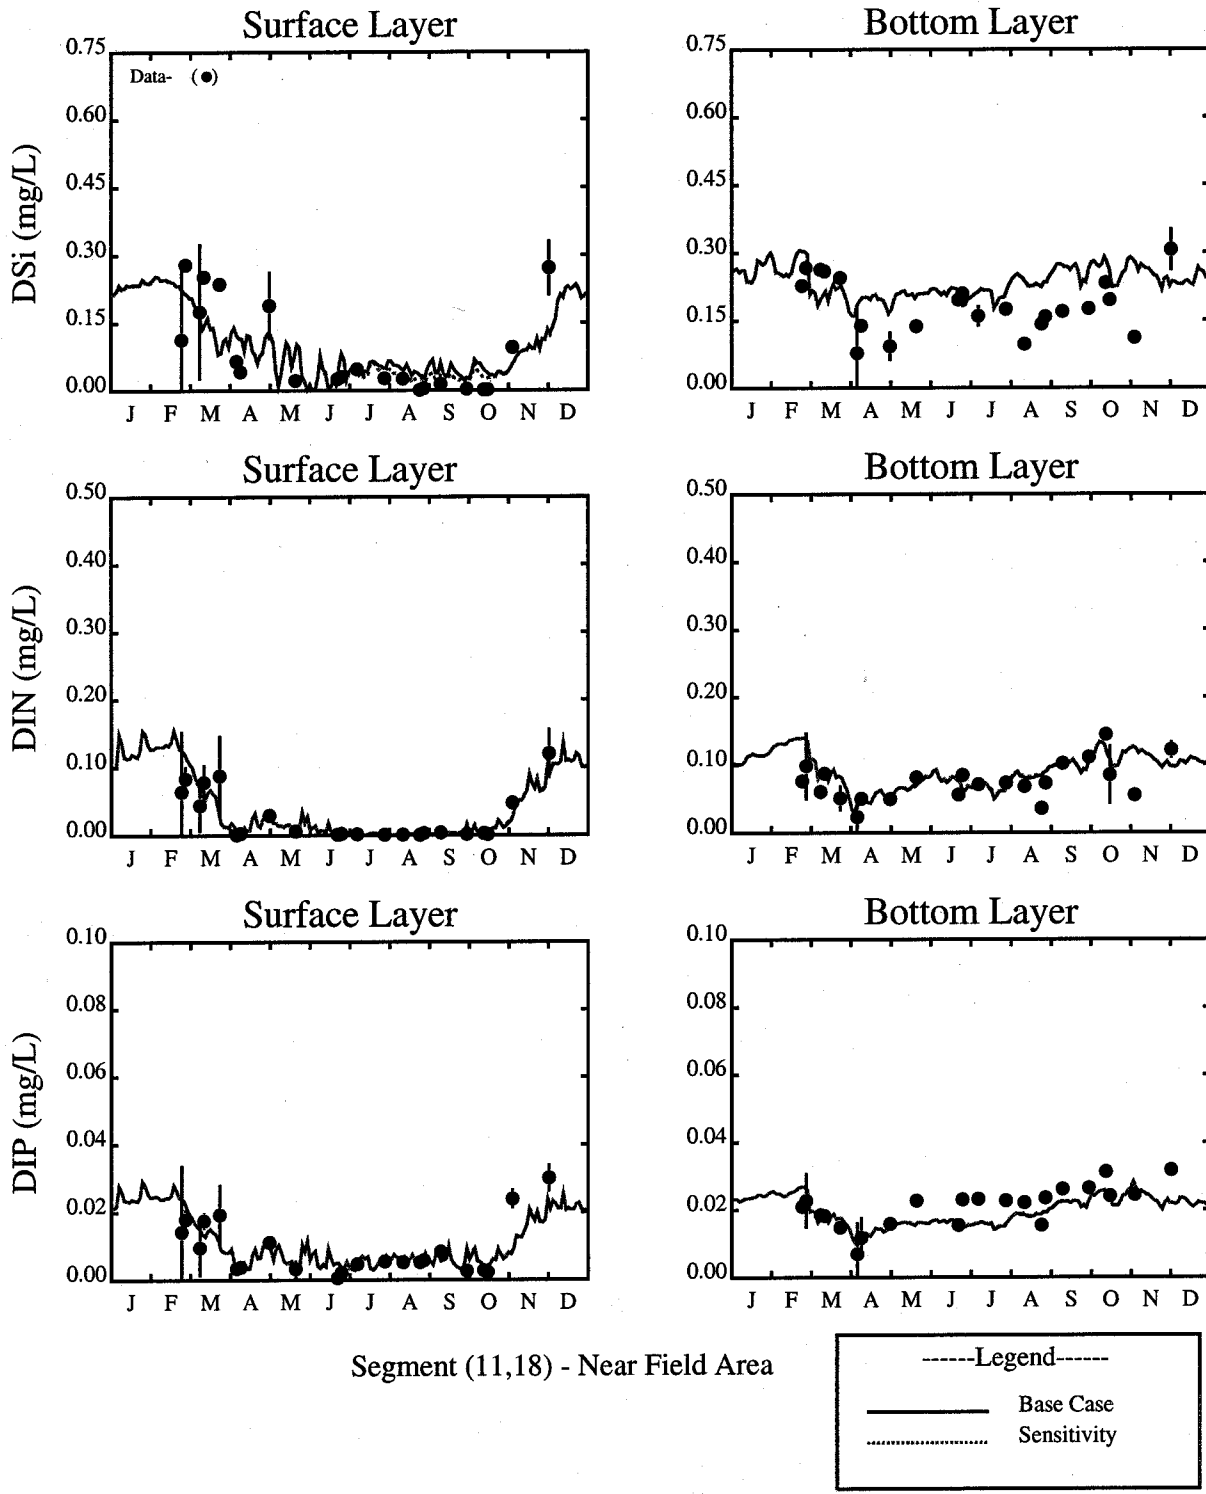 Surface Layer
Bottom Layer
DSi (mg/L)
Data- (●)
0.75
0.60
0.45
0.30
0.15
0.00
J F M A M J J A S O N D
0.75
0.60
0.45
0.30
0.15
0.00
J F M A M J J A S O N D
Surface Layer
Bottom Layer
DIN (mg/L)
0.50
0.40
0.30
0.20
0.10
0.00
J F M A M J J A S O N D
0.50
0.40
0.30
0.20
0.10
0.00
J F M A M J J A S O N D
Surface Layer
Bottom Layer
DIP (mg/L)
0.10
0.08
0.06
0.04
0.02
0.00
J F M A M J J A S O N D
0.10
0.08
0.06
0.04
0.02
0.00
J F M A M J J A S O N D
Segment (11,18) - Near Field Area
------Legend------
Base Case
Sensitivity